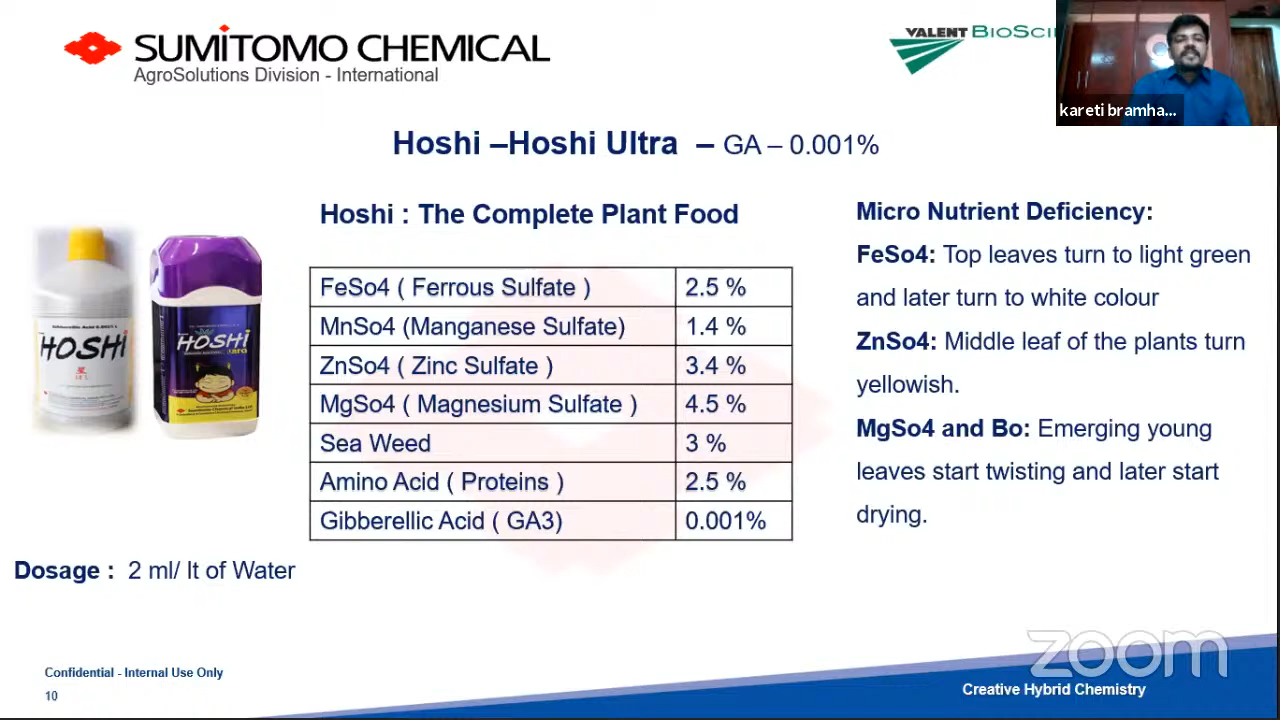 SUMITOMO CHEMICAL
AgroSolutions Division - International
VALENT
kareti bramha...
Hoshi –Hoshi Ultra – GA – 0.001%
Hoshi : The Complete Plant Food
FeSo4 ( Ferrous Sulfate ) 2.5 %
MnSo4 (Manganese Sulfate) 1.4 %
ZnSo4 ( Zinc Sulfate ) 3.4 %
MgSo4 ( Magnesium Sulfate ) 4.5 %
Sea Weed 3 %
Amino Acid ( Proteins ) 2.5 %
Gibberellic Acid ( GA3) 0.001%
Micro Nutrient Deficiency:
FeSo4: Top leaves turn to light green
and later turn to white colour
ZnSo4: Middle leaf of the plants turn
yellowish.
MgSo4 and Bo: Emerging young
leaves start twisting and later start
drying.
HOSHI
HOSHI
Dosage : 2 ml/ lt of Water
zoom
Confidential - Internal Use Only
10
Creative Hybrid Chemistry